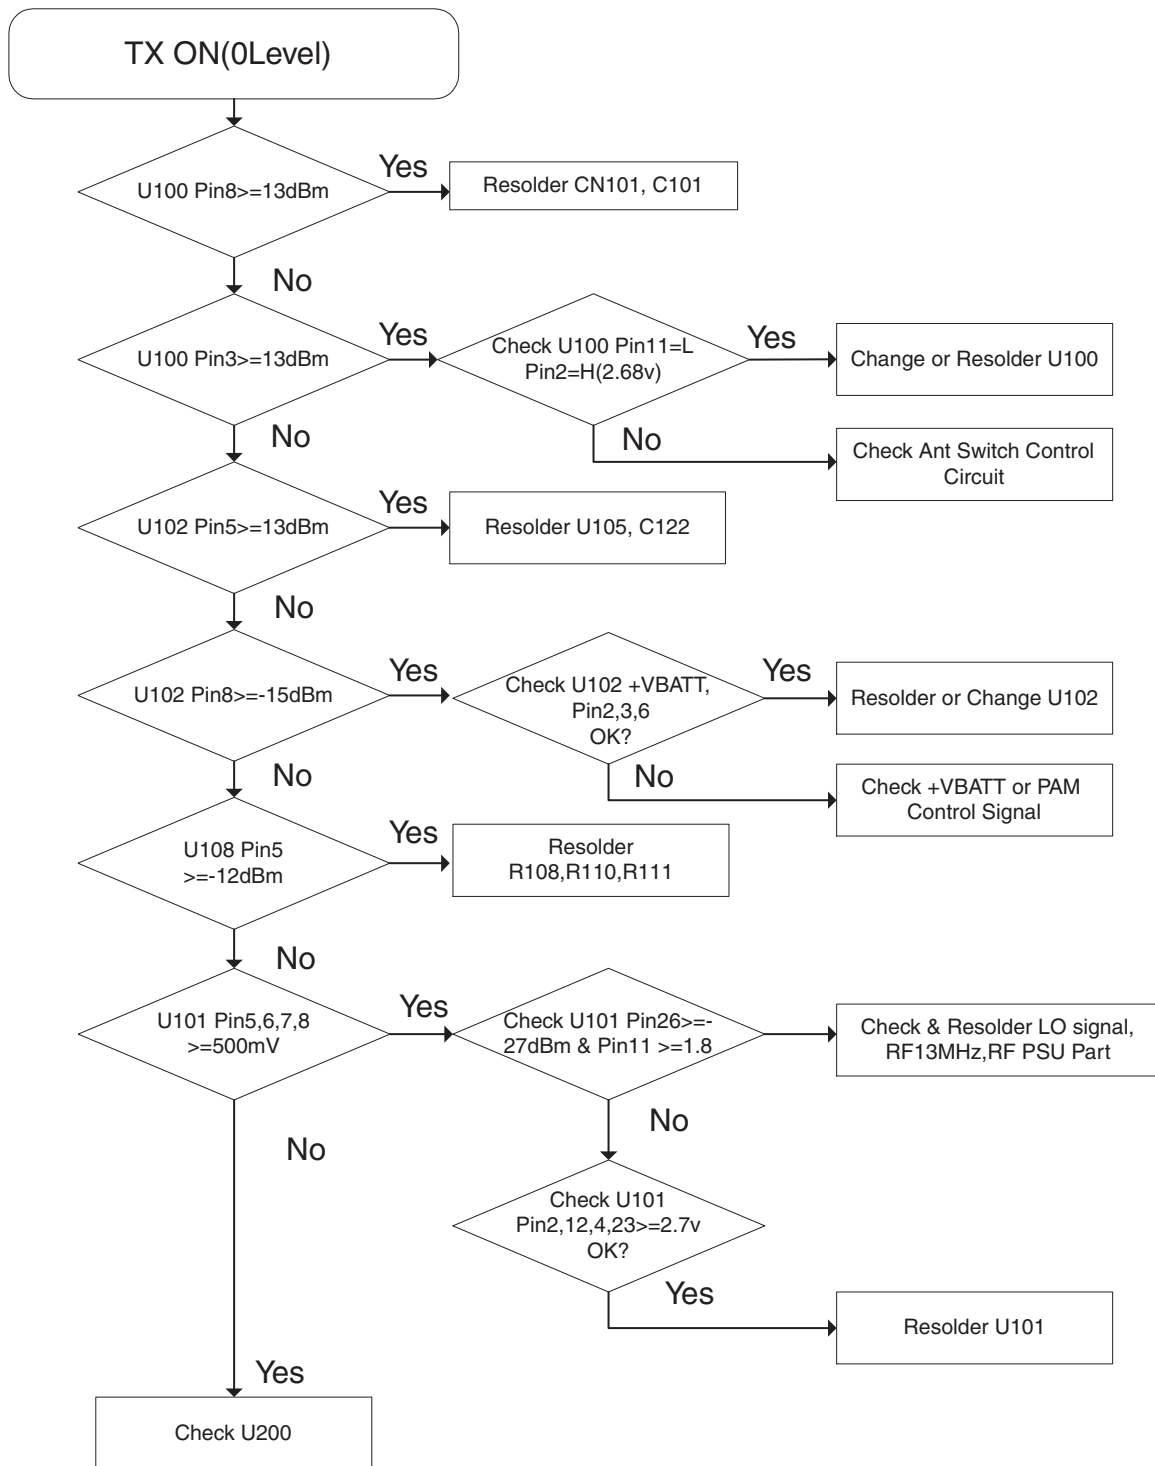 TX ON(0Level)
U100 Pin8>=13dBm
Yes
Resolder CN101, C101
No
U100 Pin3>=13dBm
Yes
Check U100 Pin11=L
Pin2=H(2.68v)
Yes
Change or Resolder U100
No
Check Ant Switch Control
Circuit
No
U102 Pin5>=13dBm
Yes
Resolder U105, C122
No
U102 Pin8>=-15dBm
Yes
Check U102 +VBATT,
Pin2,3,6
OK?
Yes
Resolder or Change U102
No
Check +VBATT or PAM
Control Signal
No
U108 Pin5
>=-12dBm
Yes
Resolder
R108,R110,R111
No
U101 Pin5,6,7,8
>=500mV
Yes
Check U101 Pin26>=-
27dBm & Pin11 >=1.8
Check & Resolder LO signal,
RF13MHz,RF PSU Part
No
No
Check U101
Pin2,12,4,23>=2.7v
OK?
Yes
Resolder U101
Yes
Check U200